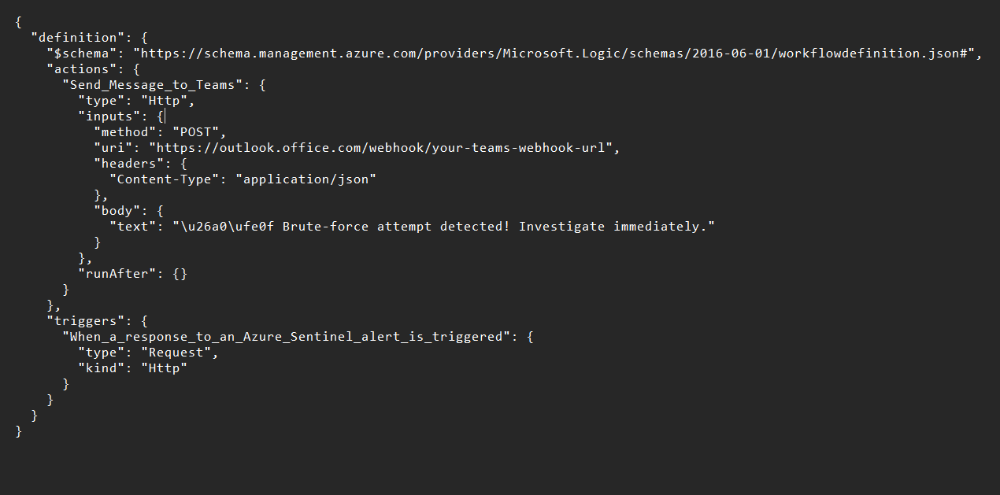 {
  "definition": {
    "$schema": "https://schema.management.azure.com/providers/Microsoft.Logic/schemas/2016-06-01/workflowdefinition.json#",
    "actions": {
      "Send_Message_to_Teams": {
        "type": "Http",
        "inputs": {
          "method": "POST",
          "uri": "https://outlook.office.com/webhook/your-teams-webhook-url",
          "headers": {
            "Content-Type": "application/json"
          },
          "body": {
            "text": "\u26a0\ufe0f Brute-force attempt detected! Investigate immediately."
          }
        },
        "runAfter": {}
      }
    },
    "triggers": {
      "When_a_response_to_an_Azure_Sentinel_alert_is_triggered": {
        "type": "Request",
        "kind": "Http"
      }
    }
  }
}